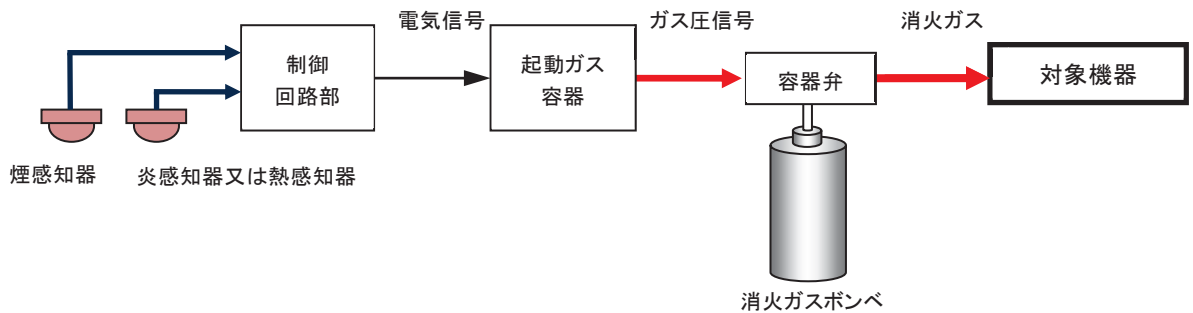 電気信号
ガス圧信号
消火ガス
制御
回路部
起動ガス
容器
容器弁
対象機器
煙感知器
炎感知器又は熱感知器
消火ガスボンベ